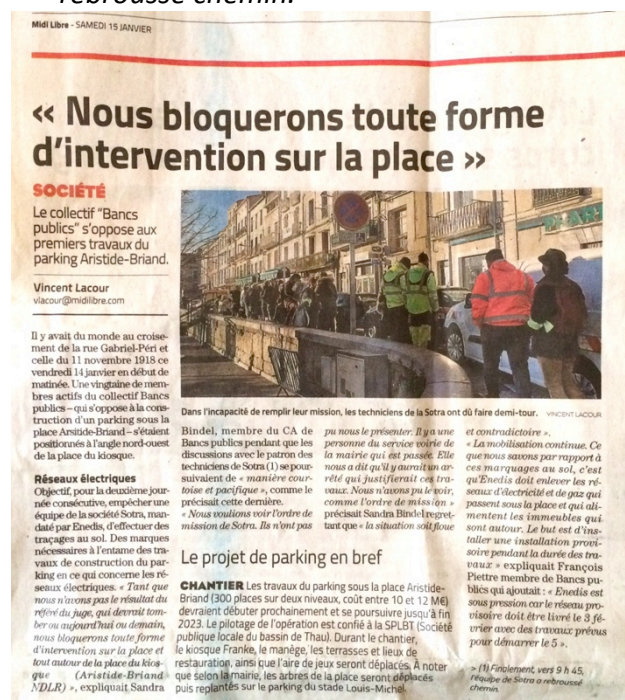 rebrousse chemin.
Midi Libre - SAMEDI 15 JANVIER
« Nous bloquerons toute forme
d'intervention sur la place »
SOCIÉTÉ
Le collectif "Bancs
publics" s'oppose aux
premiers travaux du
parking Aristide-Briand.
Vincent Lacour
vlacour@midilibre.com
Il y avait du monde au croise-
ment de la rue Gabriel-Péri et
celle du 11 novembre 1918 ce
vendredi 14 janvier en début de
matinée. Une vingtaine de mem-
bres actifs du collectif Bancs
publics – qui s'oppose à la cons-
truction d'un parking sous la
place Arsitide-Briand – s'étaient
positionnés à l'angle nord-ouest
de la place du kiosque.
Réseaux électriques
Objectif, pour la deuxième jour-
née consécutive, empêcher une
équipe de la société Sotra, man-
daté par Enedis, d'effectuer des
traçages au sol. Des marques
nécessaires à l'entame des tra-
vaux de construction du par-
king en ce qui concerne les ré-
seaux électriques. « Tant que
nous n'avons pas le résultat du
référé du juge, qui devrait tom-
ber ou aujourd'hui ou demain,
nous bloquerons toute forme
d'intervention sur la place et
tout autour de la place du kios-
que (Aristide-Briand
NDLR) », expliquait Sandra
Dans l'incapacité de remplir leur mission, les techniciens de la Sotra ont dû faire demi-tour. VINCENT LACOUR
Bindel, membre du CA de
Bancs publics pendant que les
discussions avec le patron des
techniciens de Sotra (1) se pour-
suivaient de « manière cour-
toise et pacifique », comme le
précisait cette dernière.
« Nous voulions voir l'ordre de
mission de Sotra. Ils n'ont pas
pu nous le présenter. Il y a une
personne du service voirie de
la mairie qui est passée. Elle
nous a dit qu'il y aurait un ar-
rêté qui justifierait ces tra-
vaux. Nous n'avons pu le voir,
comme l'ordre de mission »
précisait Sandra Bindel regret-
tant que « la situation soit floue
et contradictoire ».
« La mobilisation continue. Ce
que nous savons par rapport à
ces marquages au sol, c'est
qu'Enedis doit enlever les ré-
seaux d'électricité et de gaz qui
passent sous la place et qui ali-
mentent les immeubles qui
sont autour. Le but est d'ins-
taller une installation provi-
soire pendant la durée des tra-
vaux » expliquait François
Piettre membre de Bancs pu-
blics qui ajoutait : « Enedis est
sous pression car le réseau pro-
visoire doit être livré le 3 fé-
vrier avec des travaux prévus
pour démarrer le 5 ».
> (1) Finalement, vers 9 h 45,
l'équipe de Sotra a rebroussé
chemin.
Le projet de parking en bref
CHANTIER Les travaux du parking sous la place Aristide-
Briand (300 places sur deux niveaux, coût entre 10 et 12 M€)
devraient débuter prochainement et se poursuivre jusqu'à fin
2023. Le pilotage de l'opération est confié à la SPLBT (Société
publique locale du bassin de Thau). Durant le chantier,
le kiosque Franke, le manège, les terrasses et lieux de
restauration, ainsi que l'aire de jeux seront déplacés. À noter
que selon la mairie, les arbres de la place seront déplacés
puis replantés sur le parking du stade Louis-Michel.